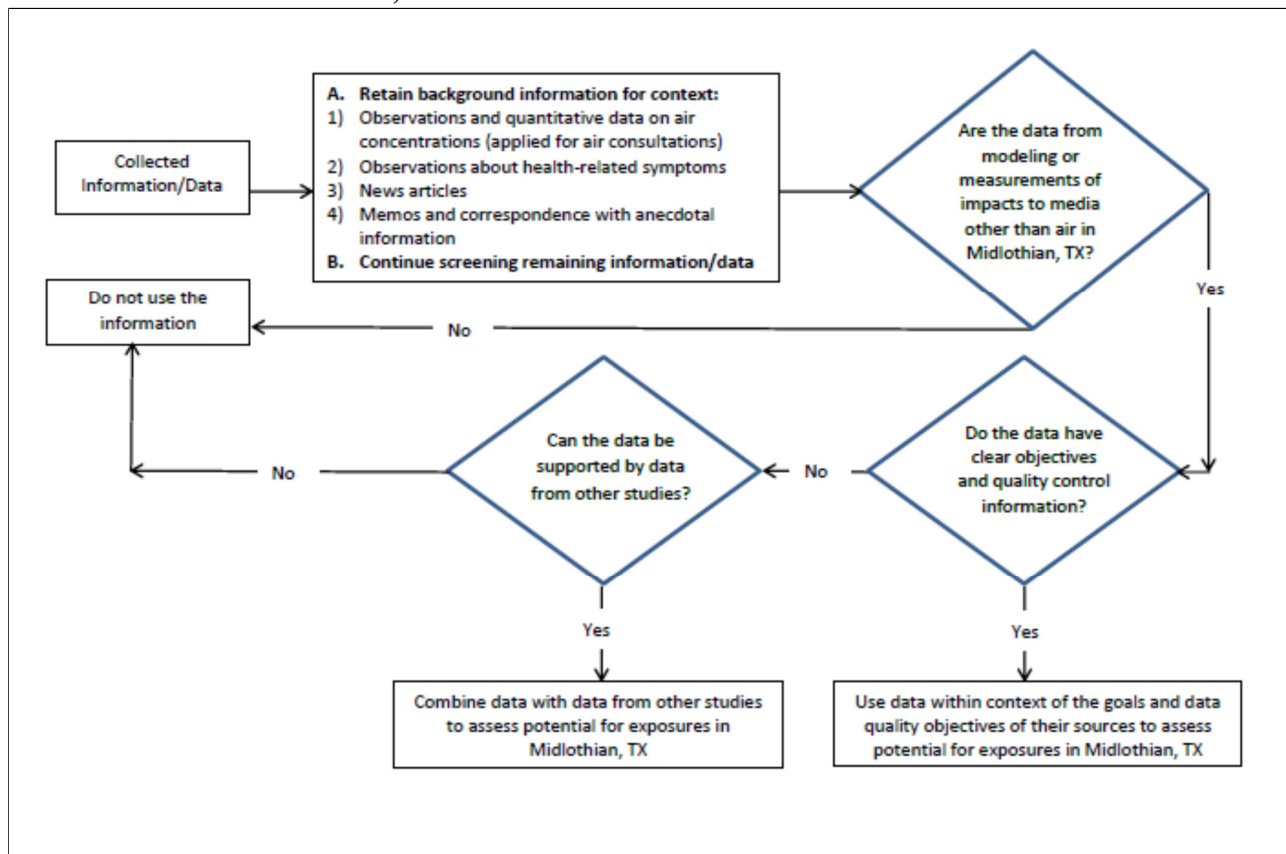 Collected
Information/Data
A. Retain background information for context:
1) Observations and quantitative data on air
concentrations (applied for air consultations)
2) Observations about health-related symptoms
3) News articles
4) Memos and correspondence with anecdotal
information
B. Continue screening remaining information/data
Are the data from
modeling or
measurements of
impacts to media
other than air in
Midlothian, TX?
Yes
No
Do not use the
information
Do the data have
clear objectives
and quality control
information?
No
Can the data be
supported by data
from other studies?
No
Yes
Yes
Combine data with data from other studies
to assess potential for exposures in
Midlothian, TX
Use data within context of the goals and data
quality objectives of their sources to assess
potential for exposures in Midlothian, TX